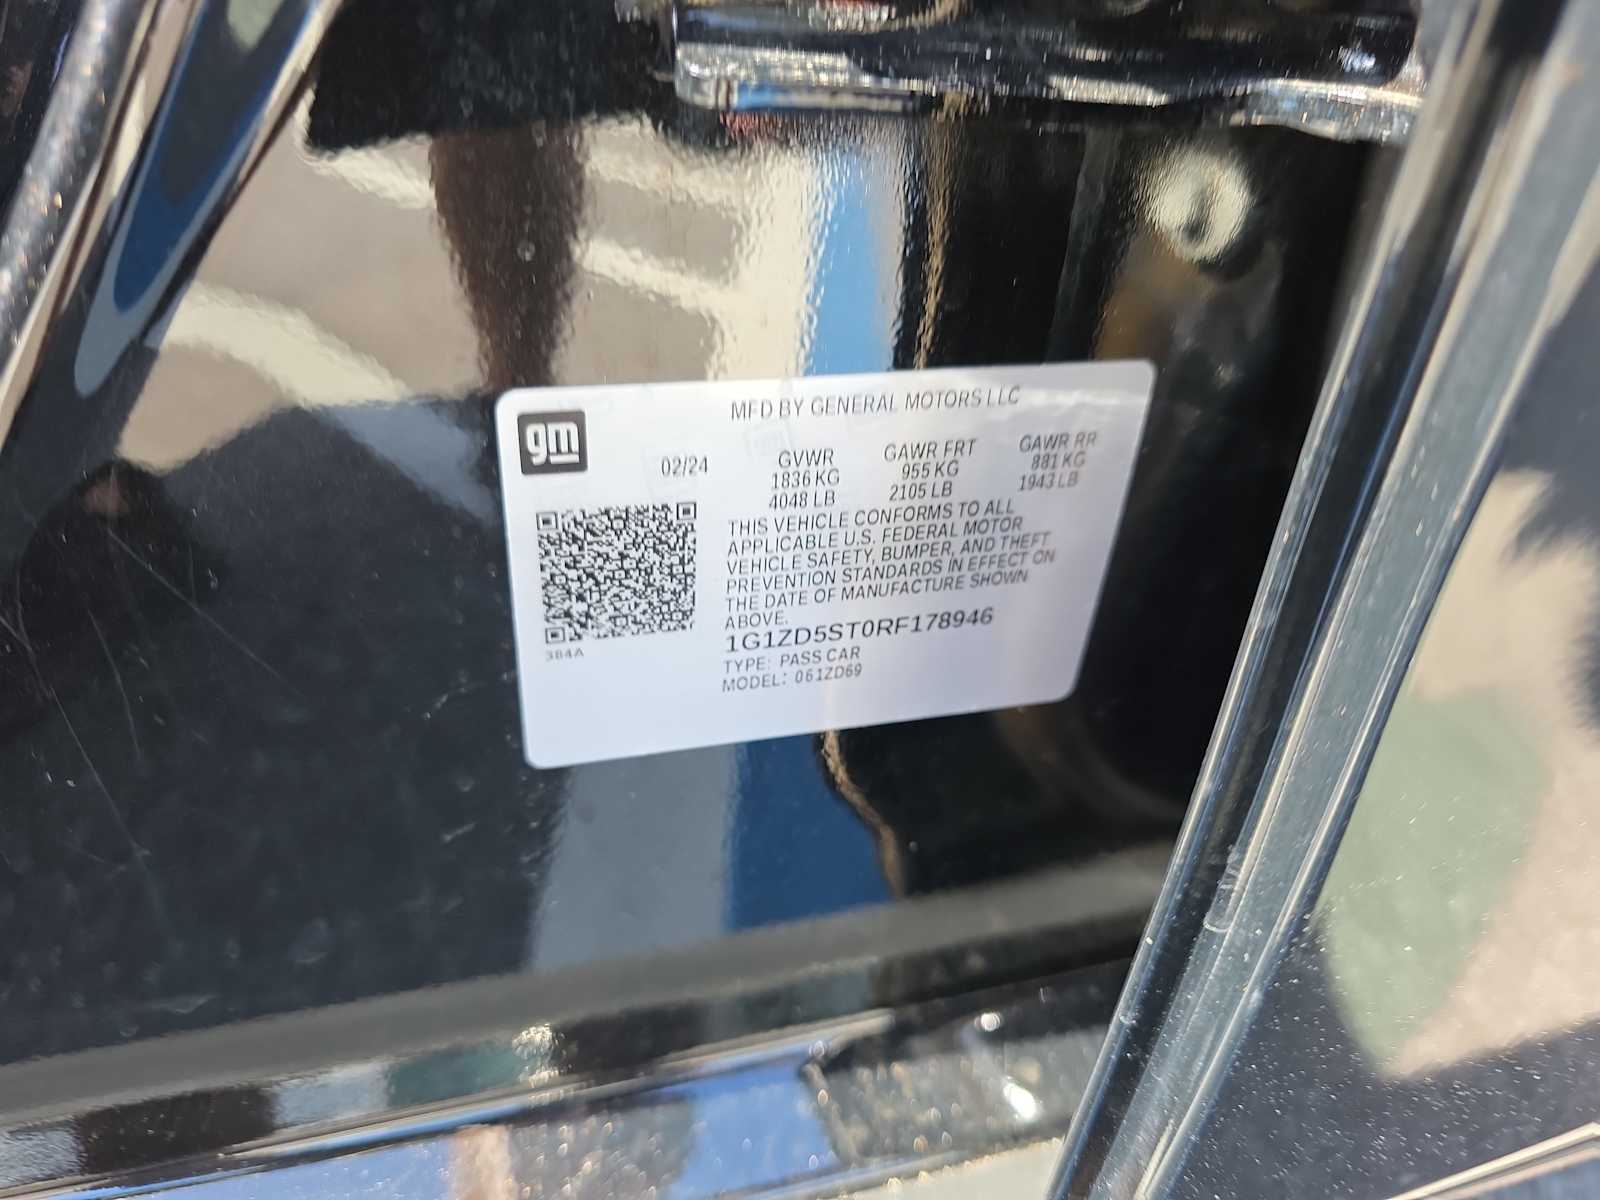 MFD BY GENERAL MOTORS LLC
gm
02/24
GVWR GAWR FRT GAWR RR
1836 KG 955 KG 881 KG
4048 LB 2105 LB 1943 LB
THIS VEHICLE CONFORMS TO ALL
APPLICABLE U.S. FEDERAL MOTOR
VEHICLE SAFETY, BUMPER, AND THEFT
PREVENTION STANDARDS IN EFFECT ON
THE DATE OF MANUFACTURE SHOWN
ABOVE.
1G1ZD5ST0RF178946
384A
TYPE: PASS CAR
MODEL: 061ZD69